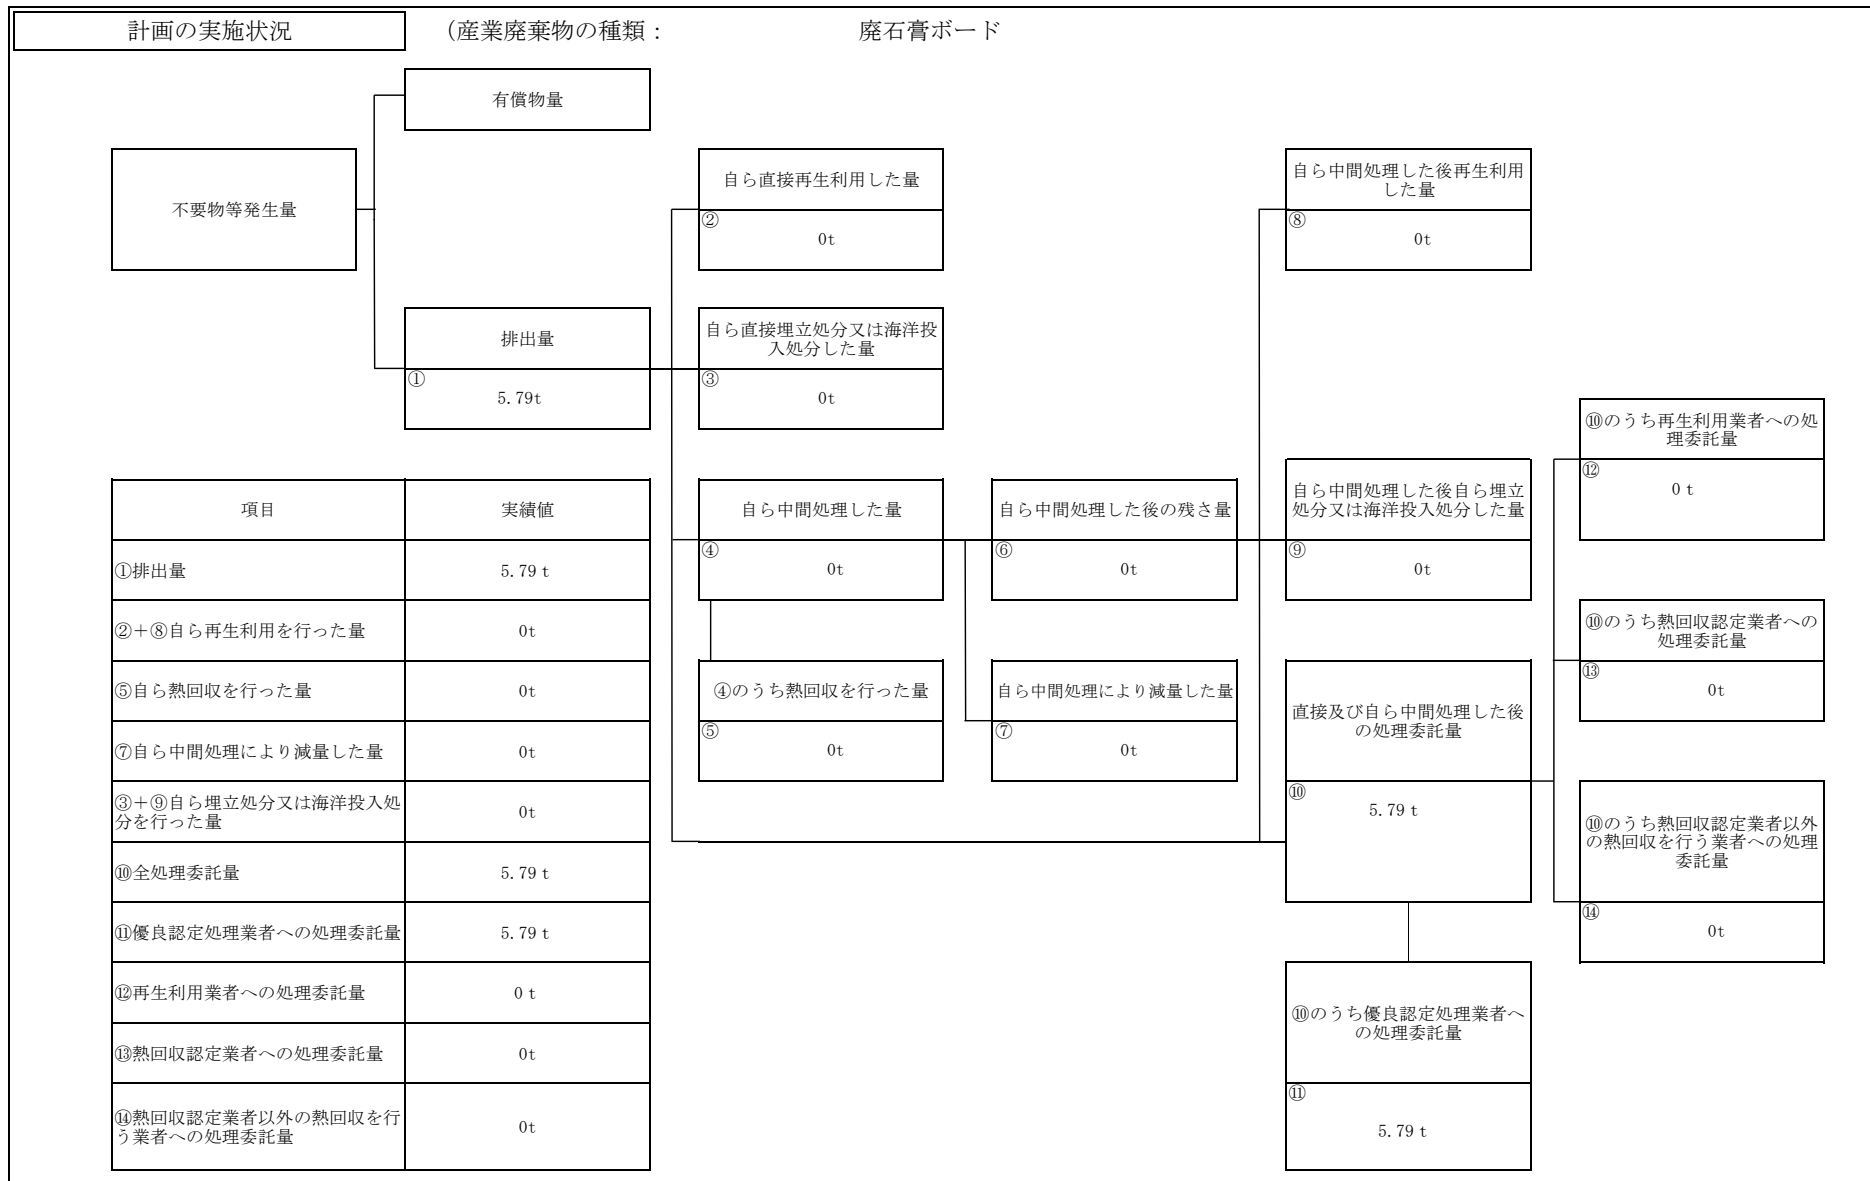 計画の実施状況 （産業廃棄物の種類： 廃石膏ボード
有償物量
不要物等発生量
自ら直接再生利用した量
②
0t
自ら中間処理した後再生利用
した量
⑧
0t
排出量
①
5.79t
自ら直接埋立処分又は海洋投
入処分した量
③
0t
⑩のうち再生利用業者への処
理委託量
⑫
0 t
項目 実績値
①排出量 5.79 t
②＋⑧自ら再生利用を行った量 0t
⑤自ら熱回収を行った量 0t
⑦自ら中間処理により減量した量 0t
③＋⑨自ら埋立処分又は海洋投入処
分を行った量 0t
⑩全処理委託量 5.79 t
⑪優良認定処理業者への処理委託量 5.79 t
⑫再生利用業者への処理委託量 0 t
⑬熱回収認定業者への処理委託量 0t
⑭熱回収認定業者以外の熱回収を行
う業者への処理委託量 0t
自ら中間処理した量
④
0t
自ら中間処理した後の残さ量
⑥
0t
自ら中間処理した後自ら埋立
処分又は海洋投入処分した量
⑨
0t
④のうち熱回収を行った量
⑤
0t
自ら中間処理により減量した量
⑦
0t
直接及び自ら中間処理した後
の処理委託量
⑩
5.79 t
⑩のうち熱回収認定業者への
処理委託量
⑬
0t
⑩のうち熱回収認定業者以外
の熱回収を行う業者への処理
委託量
⑭
0t
⑩のうち優良認定処理業者へ
の処理委託量
⑪
5.79 t